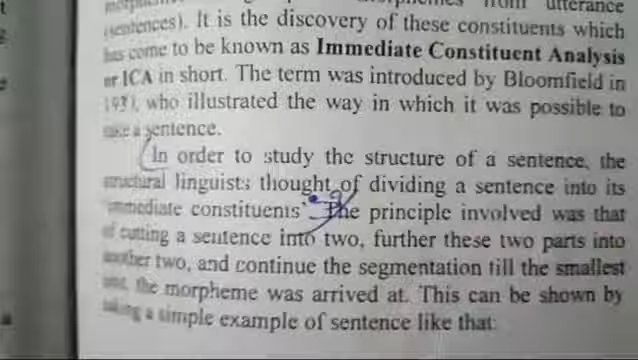 from utterance
(sentences). It is the discovery of these constituents which
has come to be known as Immediate Constituent Analysis
or ICA in short. The term was introduced by Bloomfield in
who illustrated the way in which it was possible to
a sentence.
In order to study the structure of a sentence, the
structural linguists thought of dividing a sentence into its
immediate constituents' The principle involved was that
of cutting a sentence into two, further these two parts into
another two, and continue the segmentation till the smallest
unit, the morpheme was arrived at. This can be shown by
taking a simple example of sentence like that